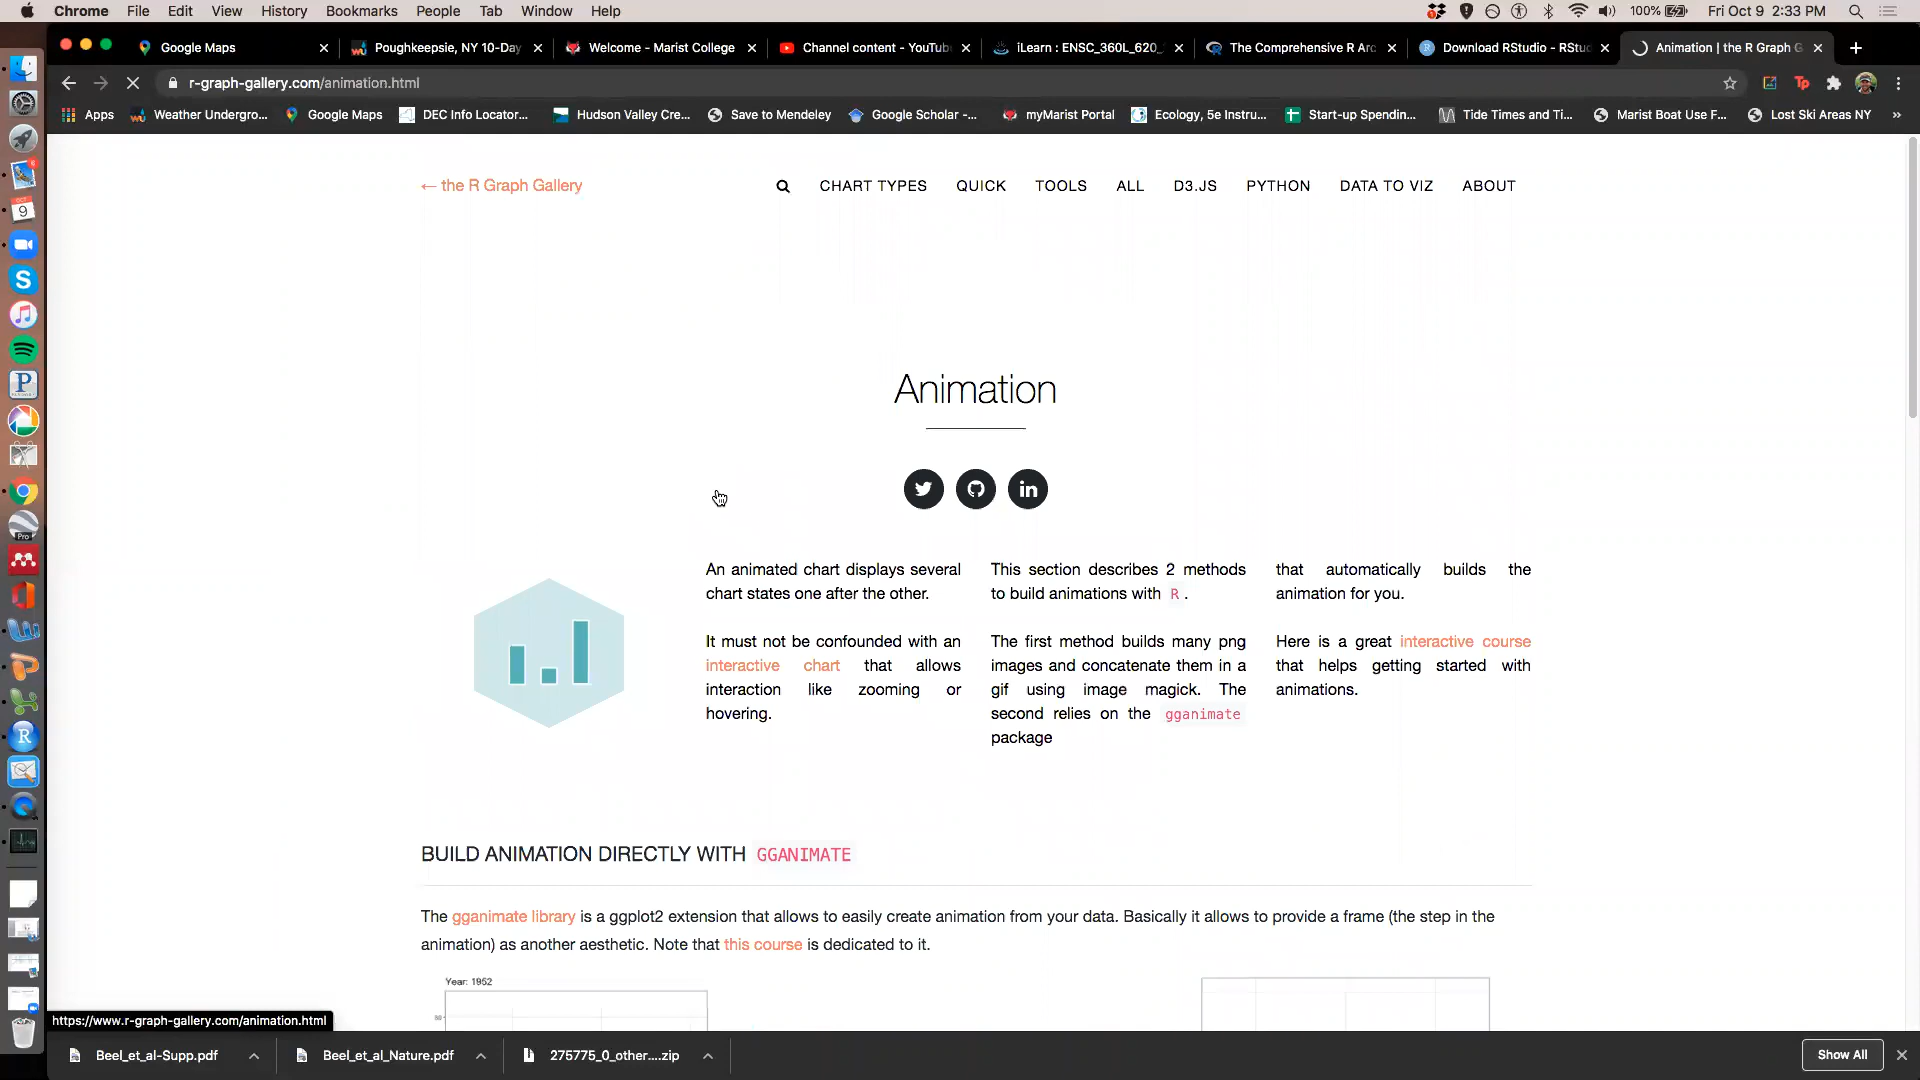 Chrome File Edit View History Bookmarks People Tab Window Help 100% Fri Oct 9 2:33 PM
Google Maps Poughkeepsie, NY 10-Day Welcome - Marist College Channel content - YouTub iLearn : ENSC_360L_620_ The Comprehensive R Arc Download RStudio - RStud Animation | the R Graph G
r-graph-gallery.com/animation.html
Apps Weather Undergro... Google Maps DEC Info Locator... Hudson Valley Cre... Save to Mendeley Google Scholar -... myMarist Portal Ecology, 5e Instru... Start-up Spendin... Tide Times and Ti... Marist Boat Use F... Lost Ski Areas NY »
← the R Graph Gallery CHART TYPES QUICK TOOLS ALL D3.JS PYTHON DATA TO VIZ ABOUT
Animation
An animated chart displays several
chart states one after the other.
It must not be confounded with an
interactive chart that allows
interaction like zooming or
hovering.
This section describes 2 methods
to build animations with R .
The first method builds many png
images and concatenate them in a
gif using image magick. The
second relies on the gganimate
package
that automatically builds the
animation for you.
Here is a great interactive course
that helps getting started with
animations.
BUILD ANIMATION DIRECTLY WITH GGANIMATE
The gganimate library is a ggplot2 extension that allows to easily create animation from your data. Basically it allows to provide a frame (the step in the
animation) as another aesthetic. Note that this course is dedicated to it.
Year: 1952
https://www.r-graph-gallery.com/animation.html
Beel_et_al-Supp.pdf Beel_et_al_Nature.pdf 275775_0_other....zip Show All